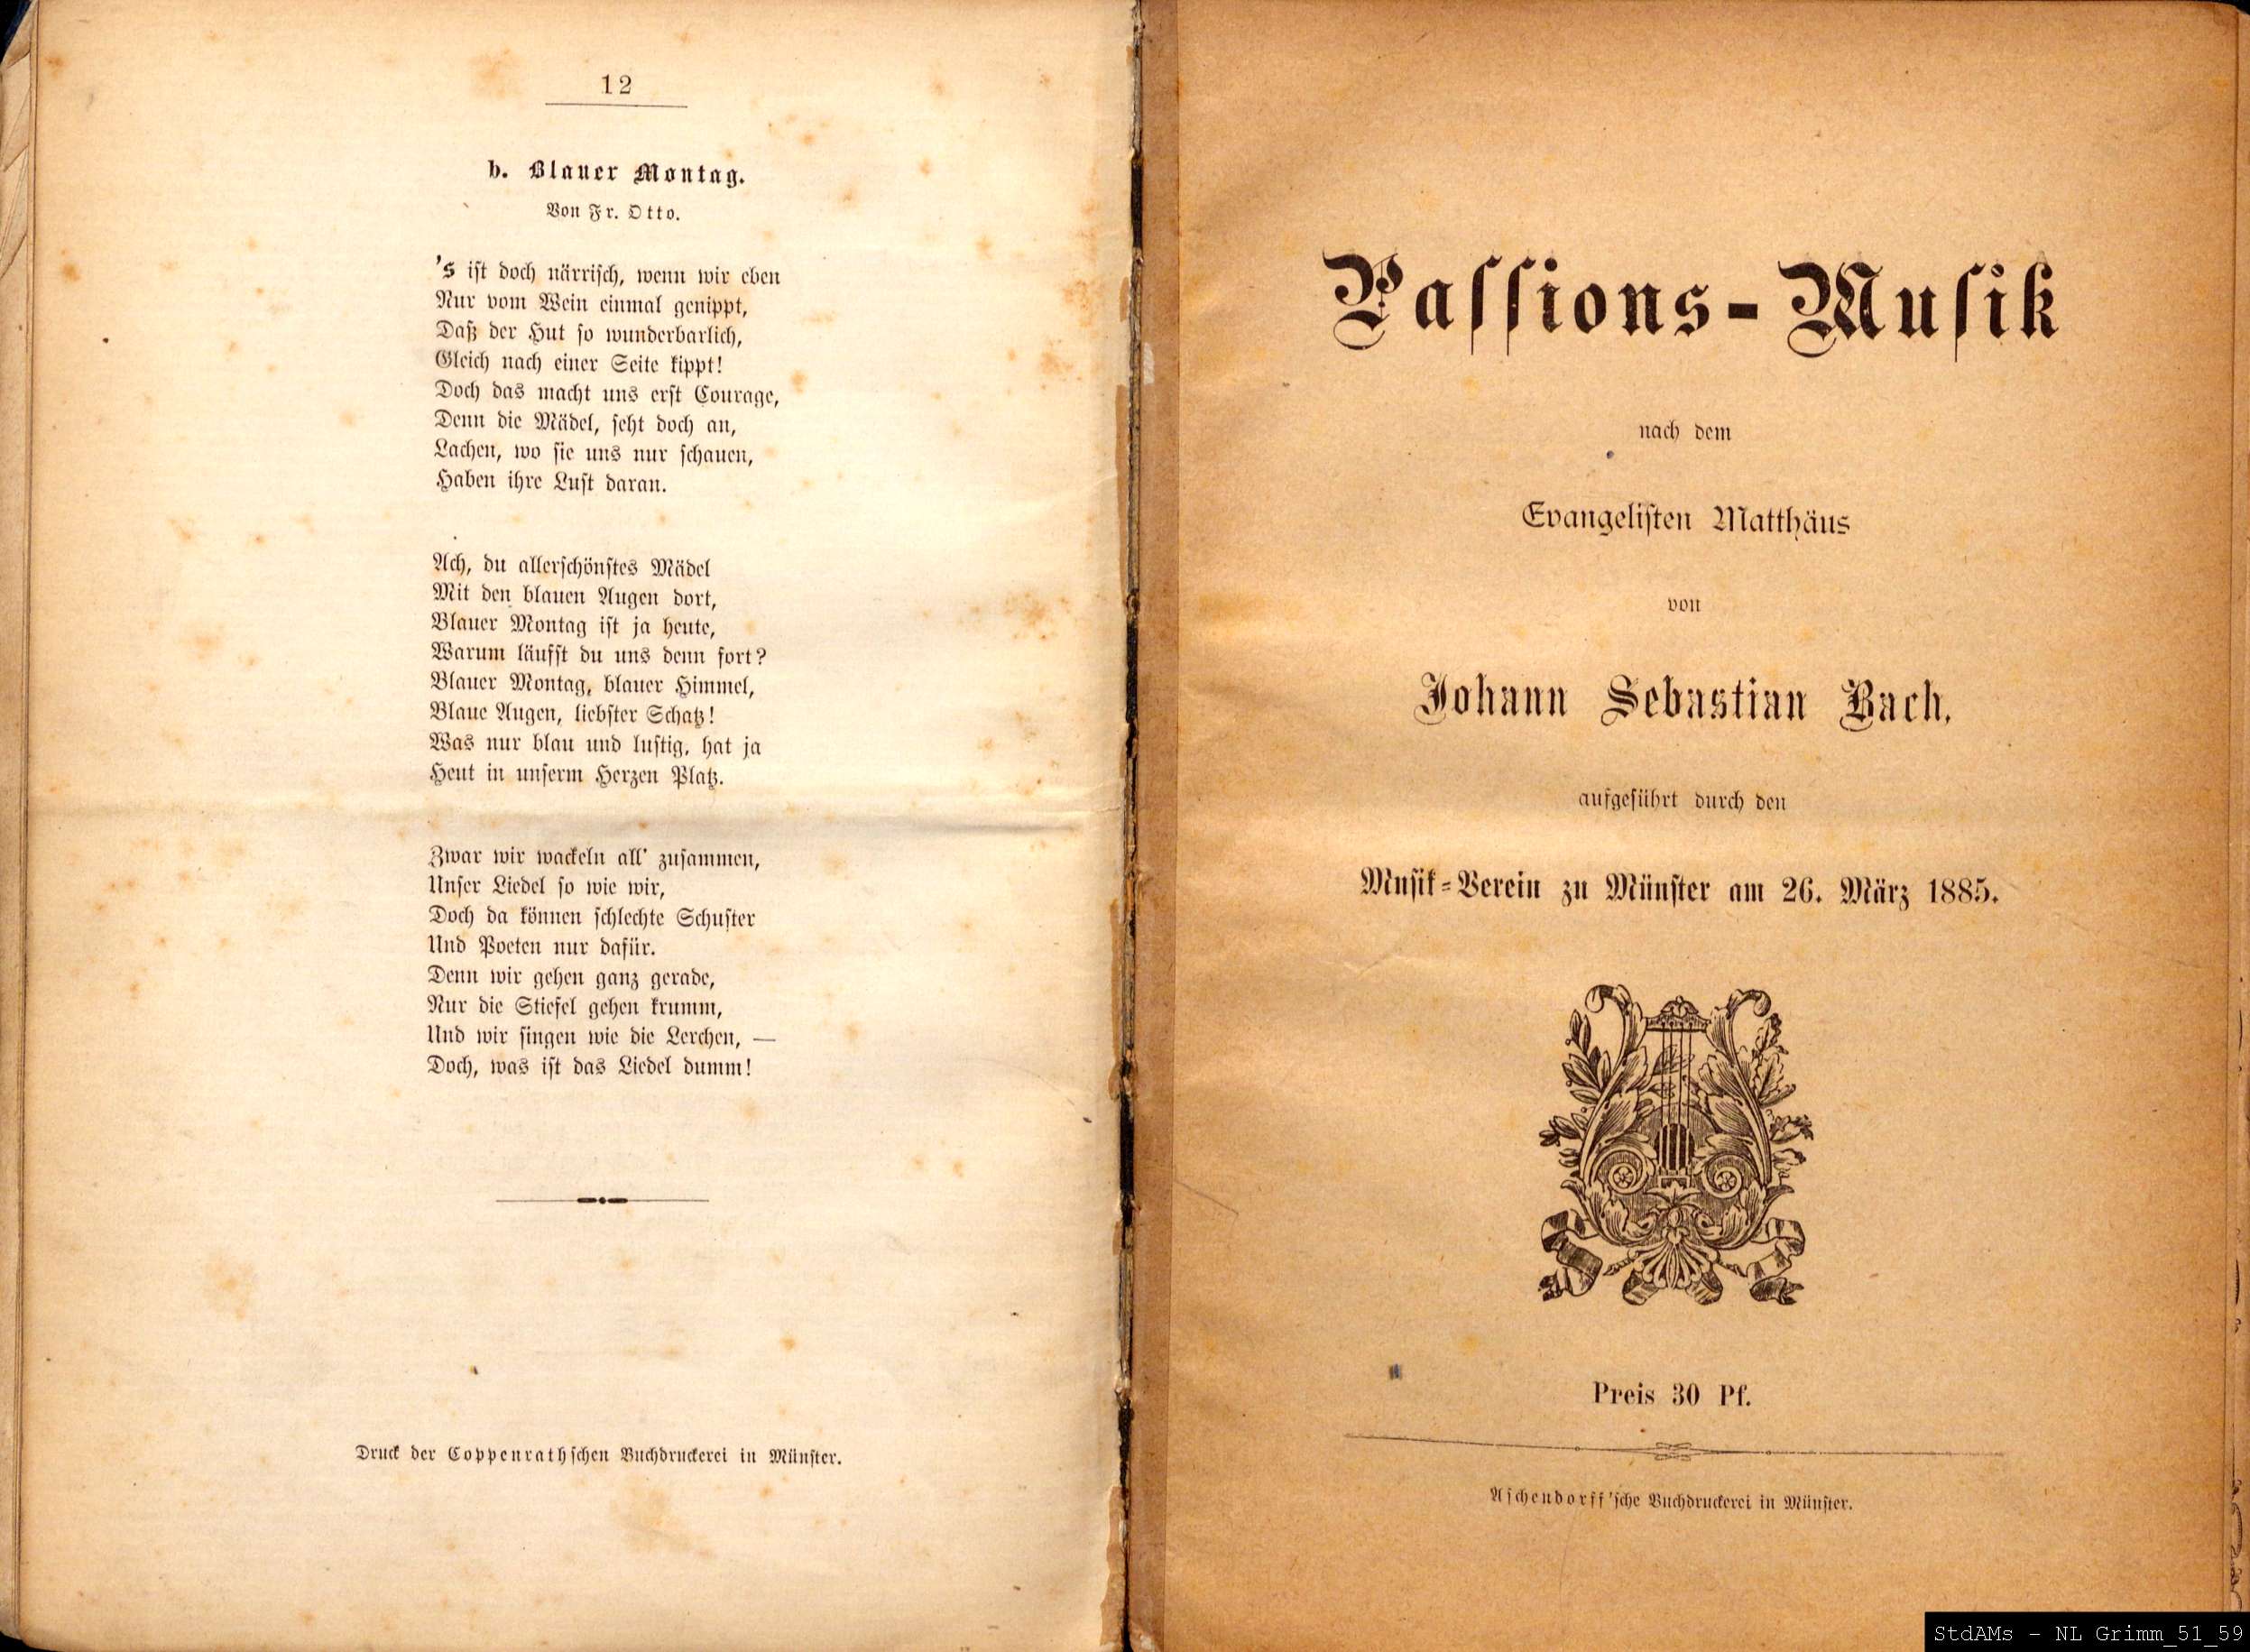 12
b. Blauer Montag.
Von Fr. Otto.
's ist doch närrisch, wenn wir eben
Nur vom Wein einmal genippt,
Daß der Hut so wunderbarlich,
Gleich nach einer Seite kippt!
Doch das macht uns erst Courage,
Denn die Mädel, seht doch an,
Lachen, wo sie uns nur schauen,
Haben ihre Lust daran.
Ach, du allerschönstes Mädel
Mit den blauen Augen dort,
Blauer Montag ist ja heute,
Warum läufst du uns denn fort?
Blauer Montag, blauer Himmel,
Blaue Augen, liebster Schatz!
Was nur blau und lustig, hat ja
Heut in unserm Herzen Platz.
Zwar wir wackeln all' zusammen,
Unser Liedel so wie wir,
Doch da können schlechte Schuster
Und Poeten nur dafür.
Denn wir gehen ganz gerade,
Nur die Stiefel gehen krumm,
Und wir singen wie die Lerchen, —
Doch, was ist das Liedel dumm!
Druck der Coppenrathschen Buchdruckerei in Münster.
Passions-Musik
nach dem
Evangelisten Matthäus
von
Johann Sebastian Bach,
aufgeführt durch den
Musik-Verein zu Münster am 26. März 1885.
Preis 30 Pf.
Aschendorff'sche Buchdruckerei in Münster.
StdAMs - NL Grimm_51_59